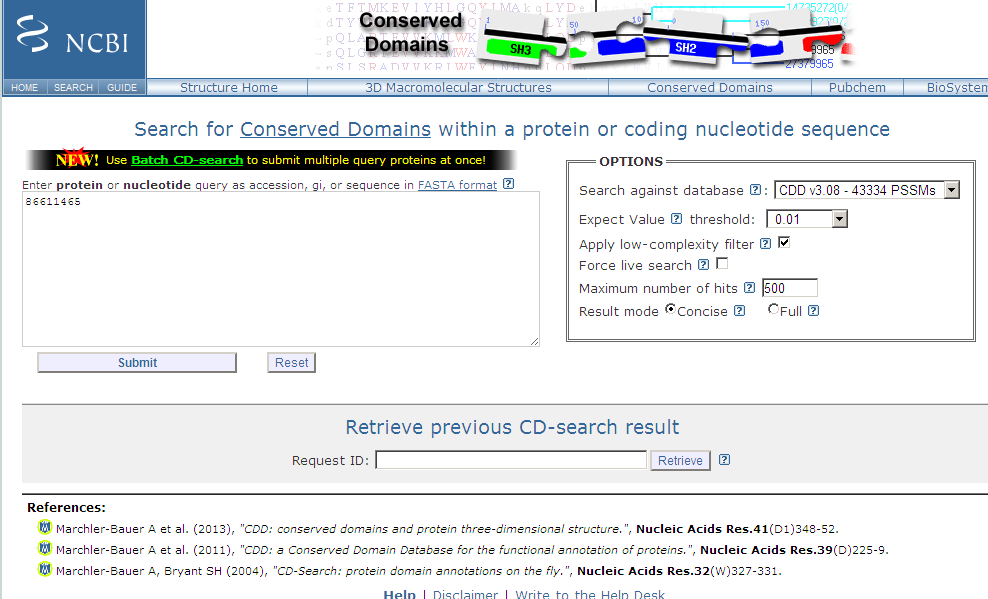 NCBI
Conserved
Domains
1
50
10
0
150
SH3
SH2
14735272(0/
27379965
HOME SEARCH GUIDE Structure Home 3D Macromolecular Structures Conserved Domains Pubchem BioSystem
Search for Conserved Domains within a protein or coding nucleotide sequence
NEW! Use Batch CD-search to submit multiple query proteins at once!
Enter protein or nucleotide query as accession, gi, or sequence in FASTA format ?
86611465
Submit Reset
OPTIONS
Search against database ? : CDD v3.08 - 43334 PSSMs
Expect Value ? threshold: 0.01
Apply low-complexity filter ?
Force live search ?
Maximum number of hits ? 500
Result mode Concise ? Full ?
Retrieve previous CD-search result
Request ID: Retrieve ?
References:
Marchler-Bauer A et al. (2013), "CDD: conserved domains and protein three-dimensional structure.", Nucleic Acids Res.41(D1)348-52.
Marchler-Bauer A et al. (2011), "CDD: a Conserved Domain Database for the functional annotation of proteins.", Nucleic Acids Res.39(D)225-9.
Marchler-Bauer A, Bryant SH (2004), "CD-Search: protein domain annotations on the fly.", Nucleic Acids Res.32(W)327-331.
Help | Disclaimer | Write to the Help Desk